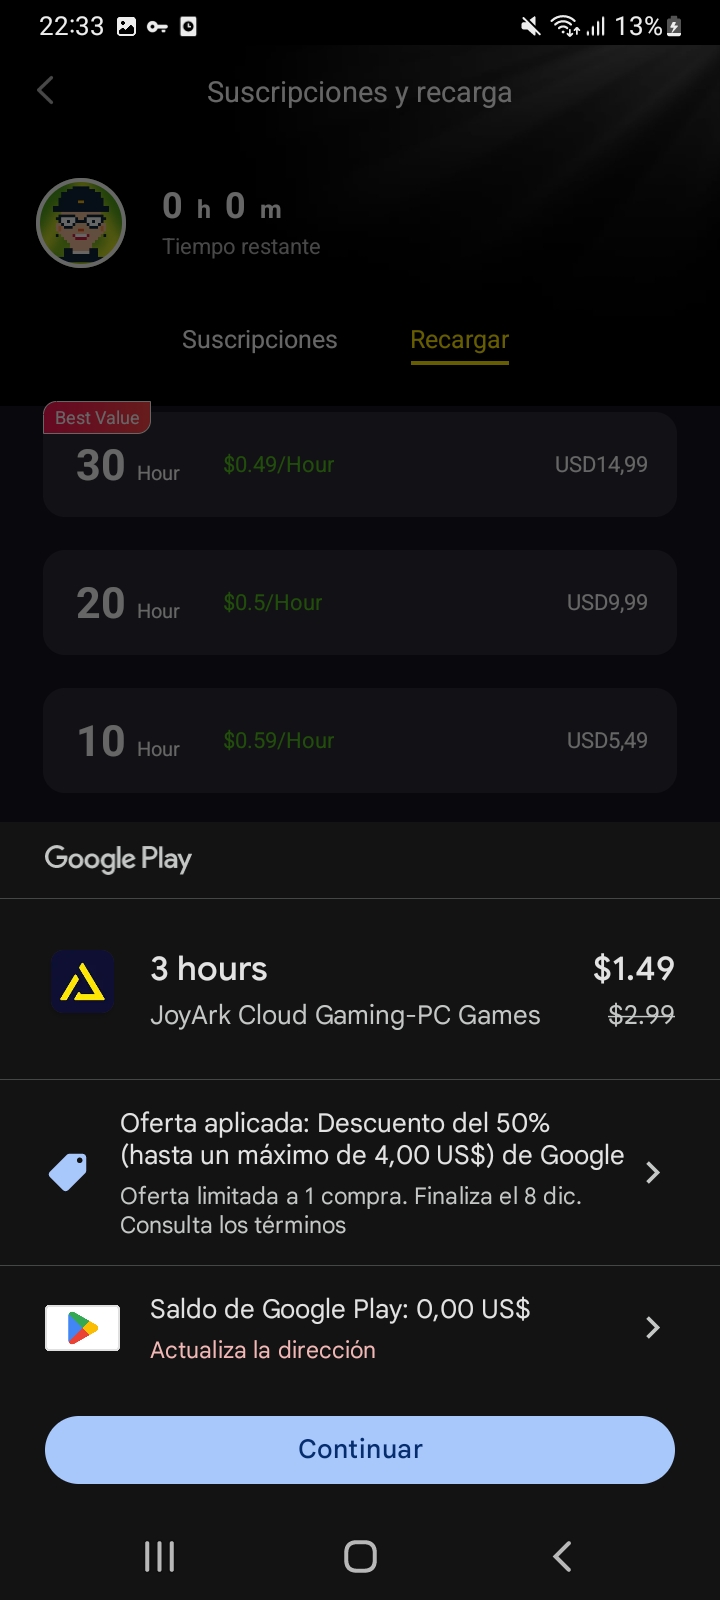 22:33
13%
Suscripciones y recarga
0 h 0 m
Tiempo restante
Suscripciones
Recargar
Best Value
30 Hour $0.49/Hour USD14,99
20 Hour $0.5/Hour USD9,99
10 Hour $0.59/Hour USD5,49
Google Play
3 hours $1.49
JoyArk Cloud Gaming-PC Games $2.99
Oferta aplicada: Descuento del 50%
(hasta un máximo de 4,00 US$) de Google
Oferta limitada a 1 compra. Finaliza el 8 dic.
Consulta los términos
Saldo de Google Play: 0,00 US$
Actualiza la dirección
Continuar